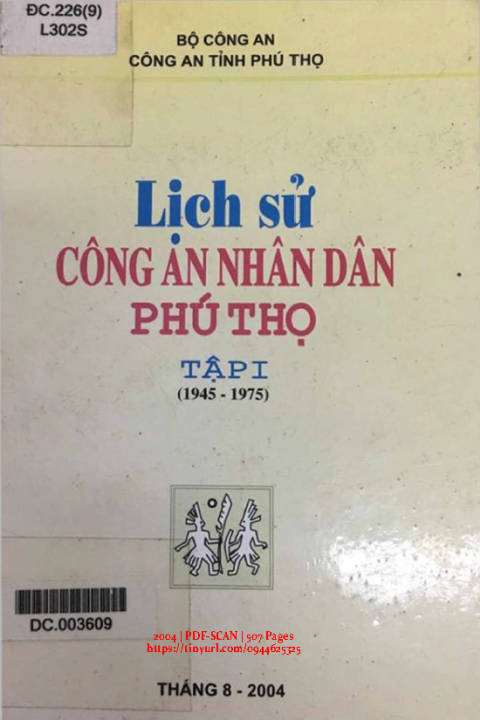 ĐC.226(9)
L302S
BỘ CÔNG AN
CÔNG AN TỈNH PHÚ THỌ
Lịch sử
CÔNG AN NHÂN DÂN
PHÚ THỌ
TẬP I
(1945 - 1975)
DC.003609
2004 | PDF-SCAN | 507 Pages
https://tinyurl.com/0944625325
THÁNG 8 - 2004